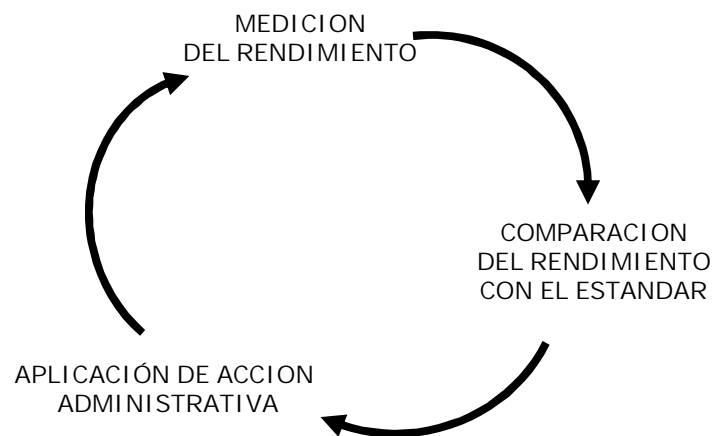 MEDICION
DEL RENDIMIENTO
COMPARACION
DEL RENDIMIENTO
CON EL ESTANDAR
APLICACIÓN DE ACCION
ADMINISTRATIVA